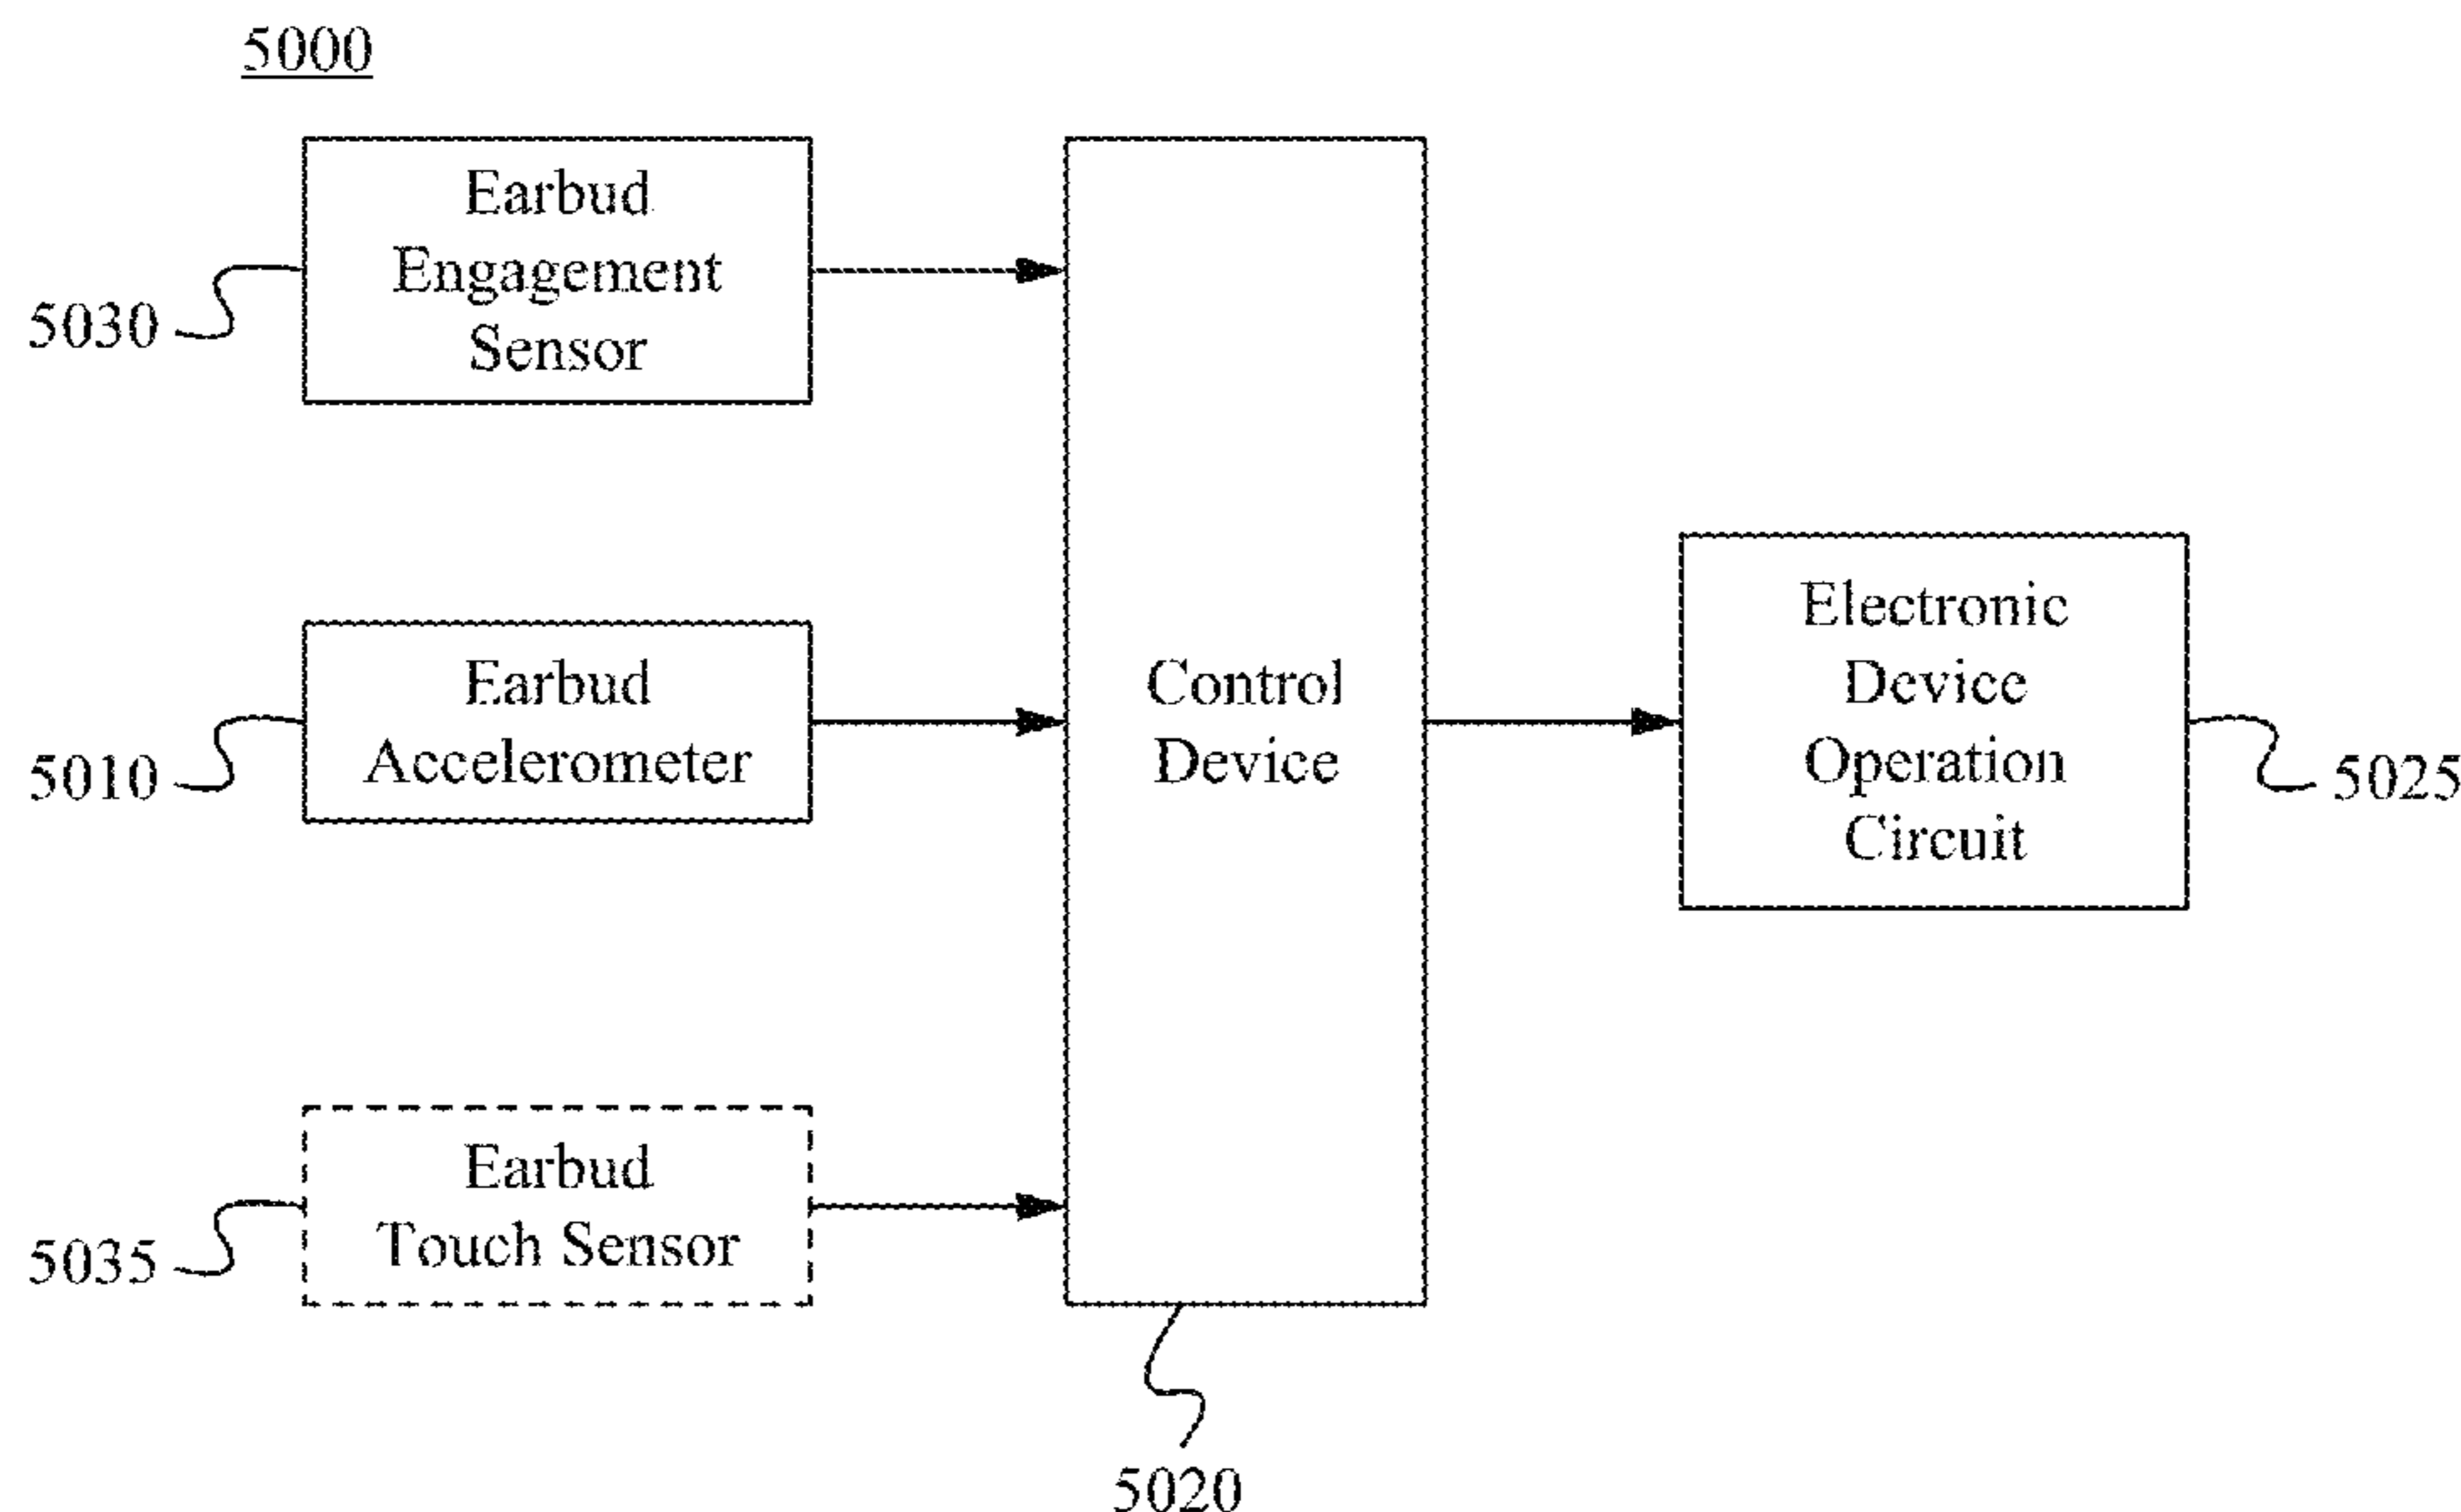 5000
Earbud
Engagement
Sensor
5030
Earbud
Accelerometer
5010
Earbud
Touch Sensor
5035
Control
Device
5020
Electronic
Device
Operation
Circuit
5025